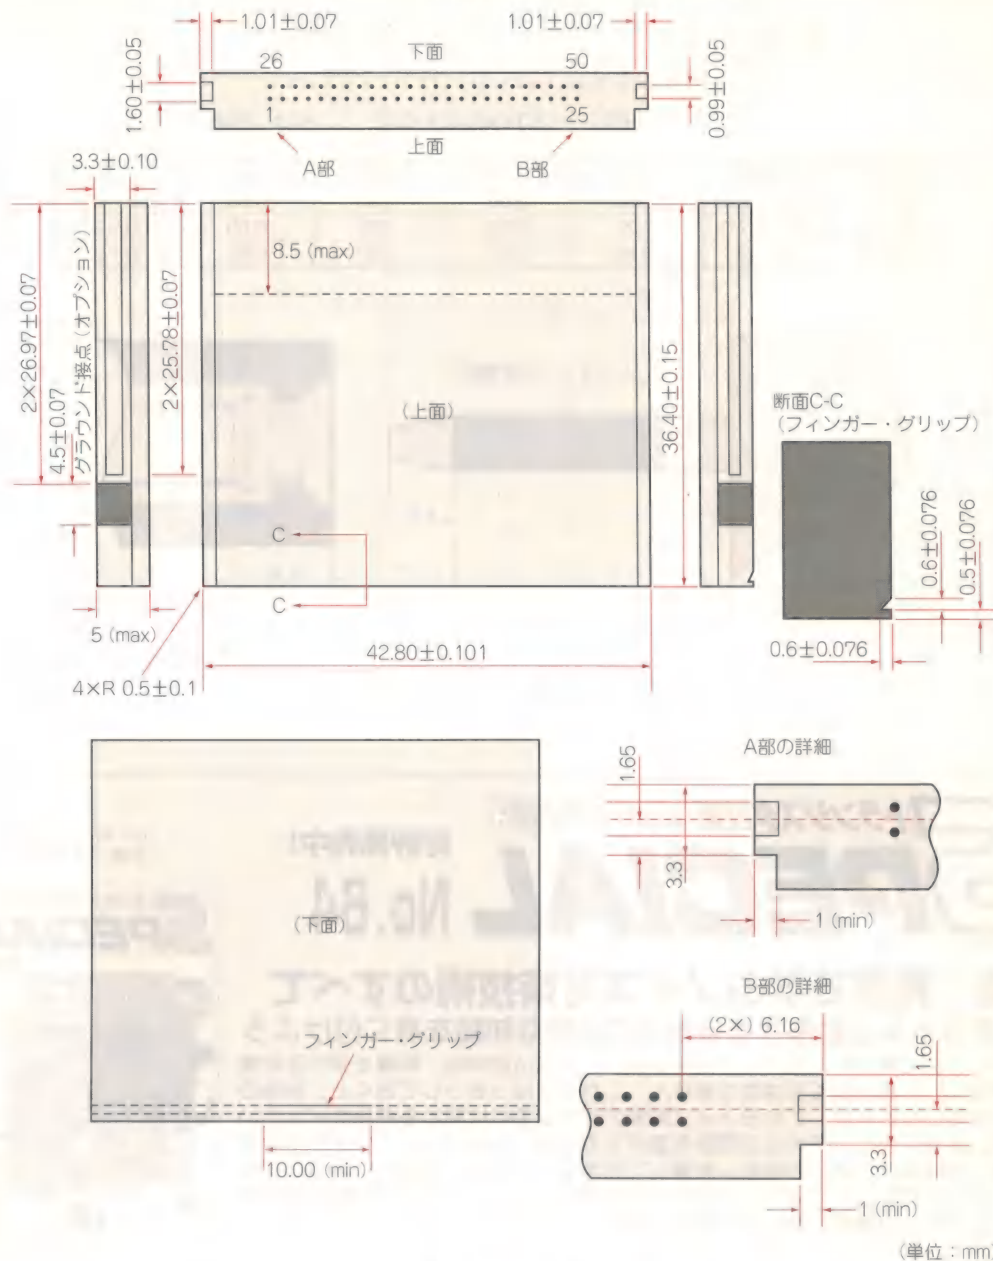 1.01±0.07
1.01±0.07
下面
26
50
1.60±0.05
0.99±0.05
1
25
上面
A部
B部
3.3±0.10
8.5 (max)
2×26.97±0.07
4.5±0.07
グラウンド接点(オプション)
2×25.78±0.07
(上面)
36.40±0.15
断面C-C
(フィンガー・グリップ)
C
C
0.6±0.076
0.5±0.076
0.6±0.076
5 (max)
42.80±0.101
4×R 0.5±0.1
A部の詳細
1.65
3.3
1 (min)
(下面)
B部の詳細
(2×) 6.16
1.65
フィンガー・グリップ
3.3
10.00 (min)
1 (min)
(単位:mm)